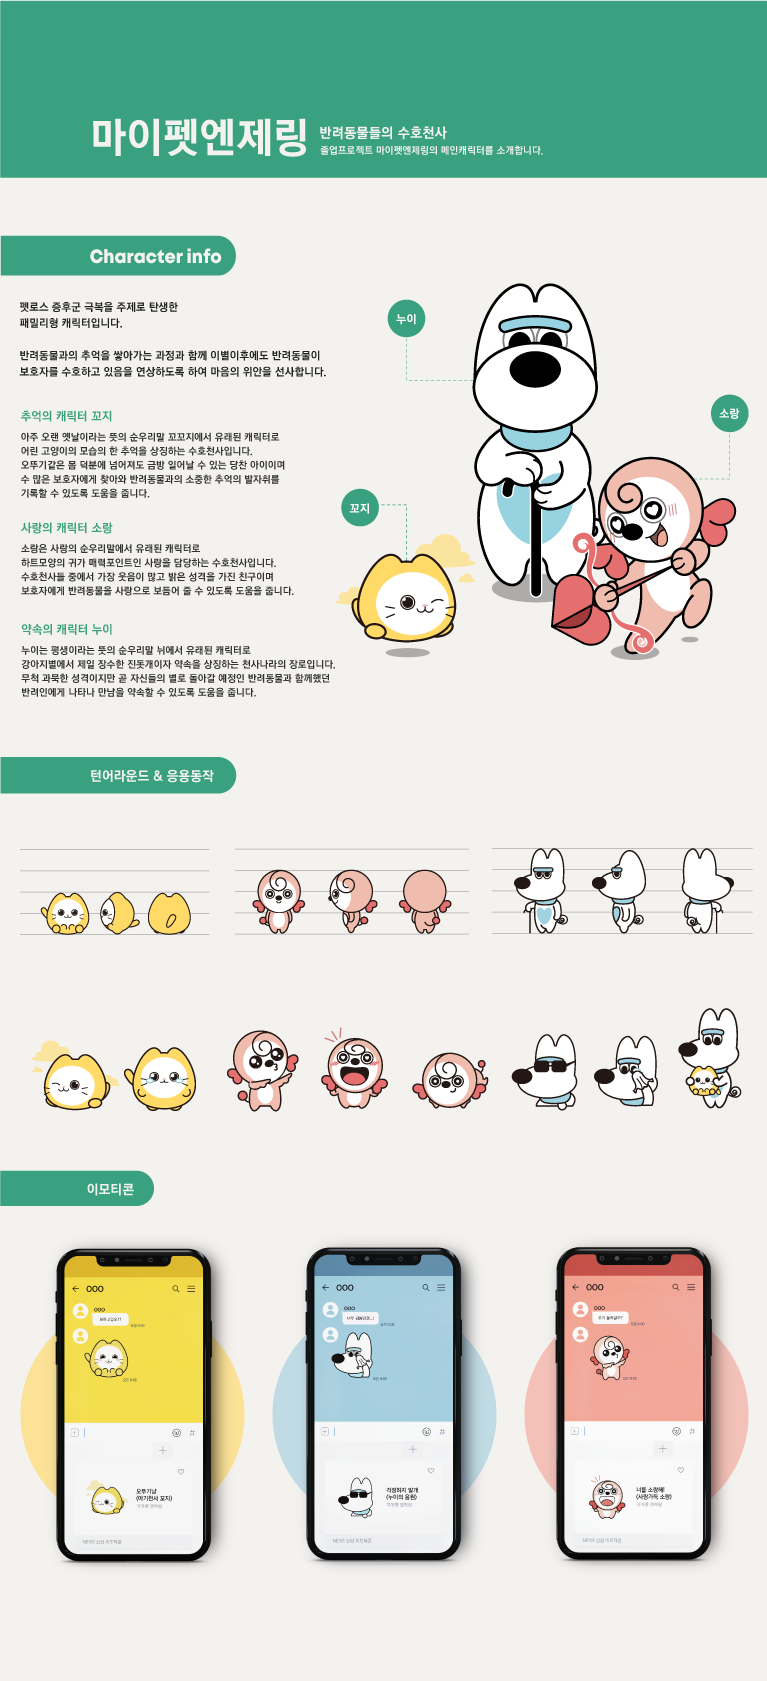 마이펫엔제링
반려동물들의 수호천사
졸업프로젝트 마이펫엔제링의 메인캐릭터를 소개합니다.
Character info
펫로스 증후군 극복을 주제로 탄생한
패밀리형 캐릭터입니다.
반려동물과의 추억을 쌓아가는 과정과 함께 이별이후에도 반려동물이
보호자를 수호하고 있음을 연상하도록 하여 마음의 위안을 선사합니다.
추억의 캐릭터 꼬지
아주 오랜 옛날이라는 뜻의 순우리말 꼬꼬지에서 유래된 캐릭터로
어린 고양이의 모습의 한 추억을 상징하는 수호천사입니다.
오뚜기같은 몸 덕분에 넘어져도 금방 일어날 수 있는 당찬 아이이며
수 많은 보호자에게 찾아와 반려동물과의 소중한 추억의 발자취를
기록할 수 있도록 도움을 줍니다.
사랑의 캐릭터 소랑
소랑은 사랑의 순우리말에서 유래된 캐릭터로
하트모양의 귀가 매력포인트인 사랑을 담당하는 수호천사입니다.
수호천사들 중에서 가장 웃음이 많고 밝은 성격을 가진 친구이며
보호자에게 반려동물을 사랑으로 보듬어 줄 수 있도록 도움을 줍니다.
약속의 캐릭터 누이
누이는 평생이라는 뜻의 순우리말 뉘에서 유래된 캐릭터로
강아지별에서 제일 장수한 진돗개이자 약속을 상징하는 천사나라의 장로입니다.
무척 과묵한 성격이지만 곧 자신들의 별로 돌아갈 예정인 반려동물과 함께했던
반려인에게 나타나 만남을 약속할 수 있도록 도움을 줍니다.
누이
소랑
꼬지
턴어라운드 & 응용동작
이모티콘
OOO
OOO
모뚜기냥
(아기천사 꼬지)
OOO
OOO
걱정하지 말개
(누이의 응원)
OOO
OOO
너를 소랑해!
(사랑가득 소랑)